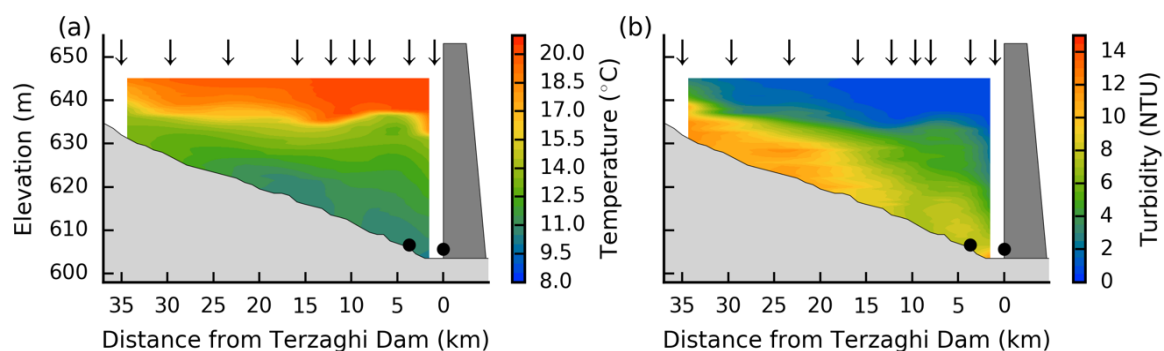 (a)
650
640
630
620
610
600
Elevation (m)
35 30 25 20 15 10 5 0
Distance from Terzaghi Dam (km)
20.0
18.5
17.0
15.5
14.0
12.5
11.0
9.5
8.0
Temperature (°C)
(b)
35 30 25 20 15 10 5 0
Distance from Terzaghi Dam (km)
14
12
10
8
6
4
2
0
Turbidity (NTU)